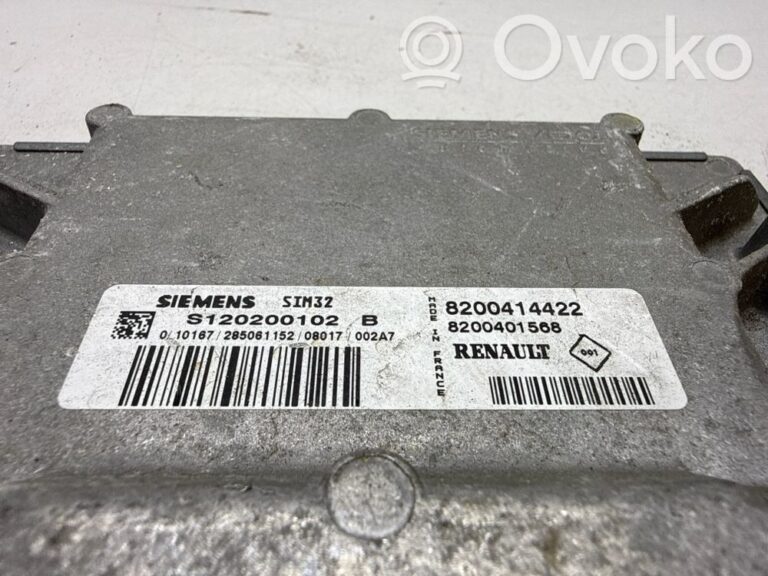 Ovoko
SIEMENS SIM32
S120200102 B
0/10167/285061152/08017/002A7
MADE IN FRANCE
8200414422
8200401568
RENAULT 001